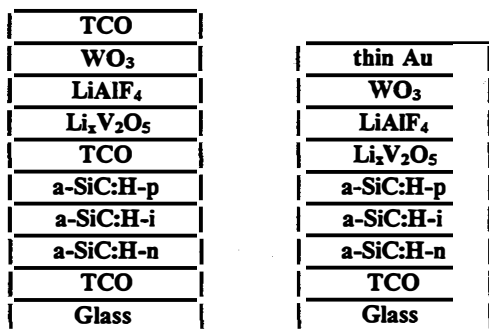 TCO
WO₃
LiAlF₄
LiₓV₂O₅
TCO
a-SiC:H-p
a-SiC:H-i
a-SiC:H-n
TCO
Glass
thin Au
WO₃
LiAlF₄
LiₓV₂O₅
a-SiC:H-p
a-SiC:H-i
a-SiC:H-n
TCO
Glass